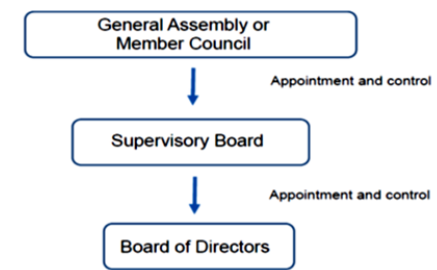 General Assembly or
Member Council
Appointment and control
Supervisory Board
Appointment and control
Board of Directors